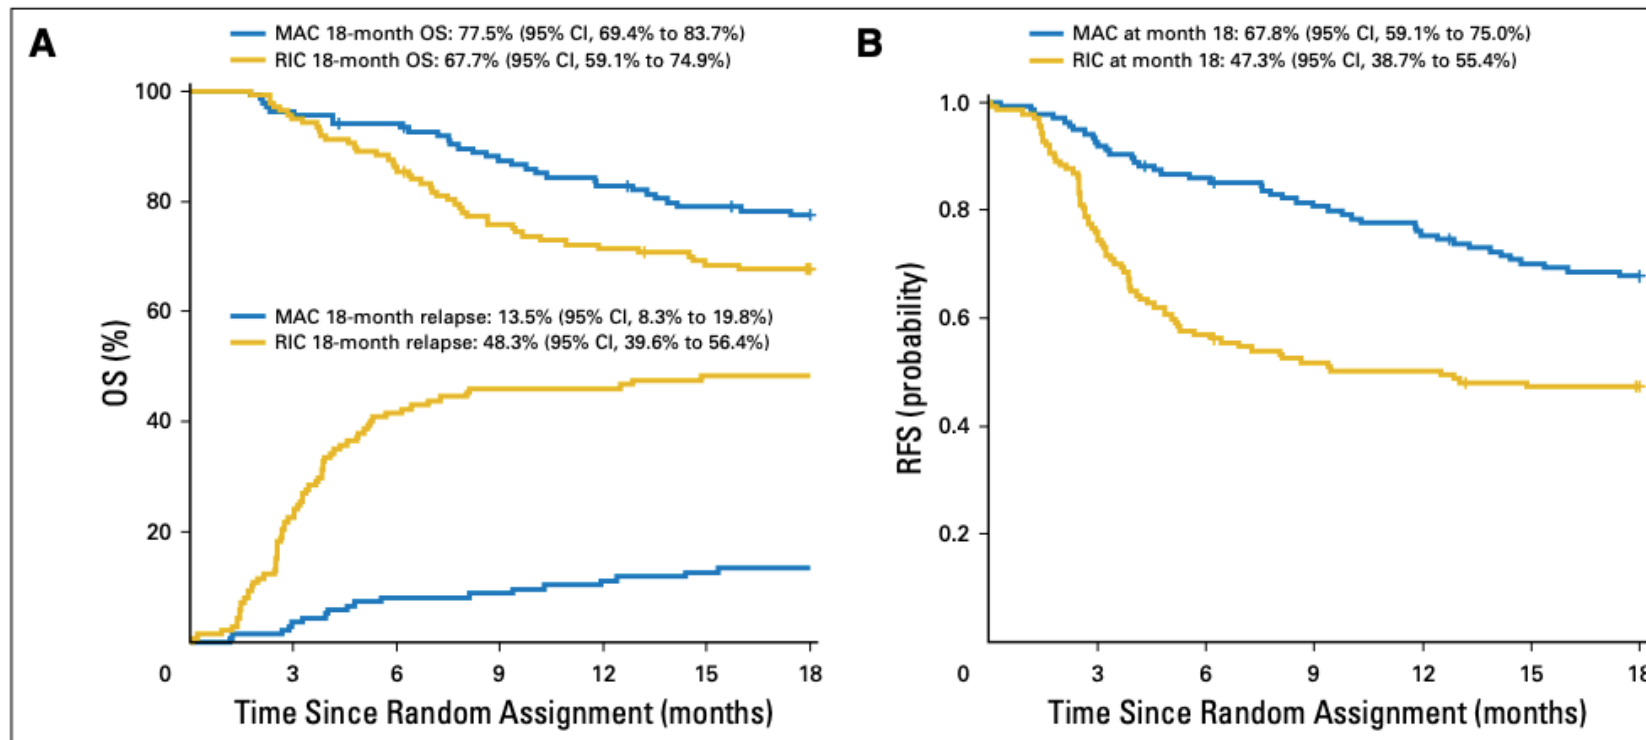 A
MAC 18-month OS: 77.5% (95% CI, 69.4% to 83.7%)
RIC 18-month OS: 67.7% (95% CI, 59.1% to 74.9%)
100
80
60
40
20
0
OS (%)
MAC 18-month relapse: 13.5% (95% CI, 8.3% to 19.8%)
RIC 18-month relapse: 48.3% (95% CI, 39.6% to 56.4%)
3 6 9 12 15 18
Time Since Random Assignment (months)
B
MAC at month 18: 67.8% (95% CI, 59.1% to 75.0%)
RIC at month 18: 47.3% (95% CI, 38.7% to 55.4%)
1.0
0.8
0.6
0.4
0.2
0
RFS (probability)
3 6 9 12 15 18
Time Since Random Assignment (months)